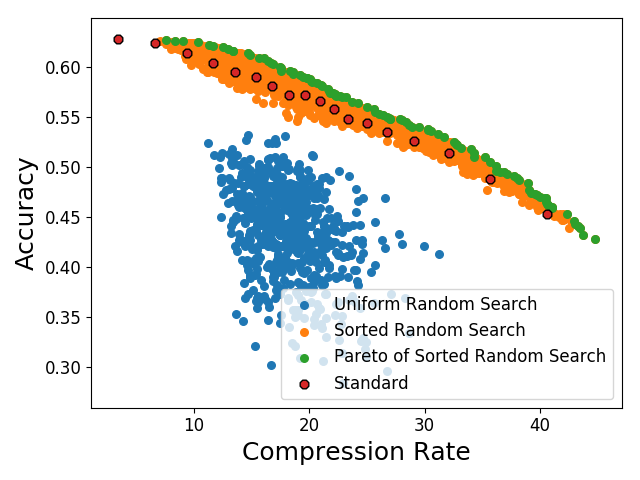 0.60
0.55
0.50
0.45
0.40
0.35
0.30
Accuracy
10 20 30 40
Compression Rate
Uniform Random Search
Sorted Random Search
Pareto of Sorted Random Search
Standard